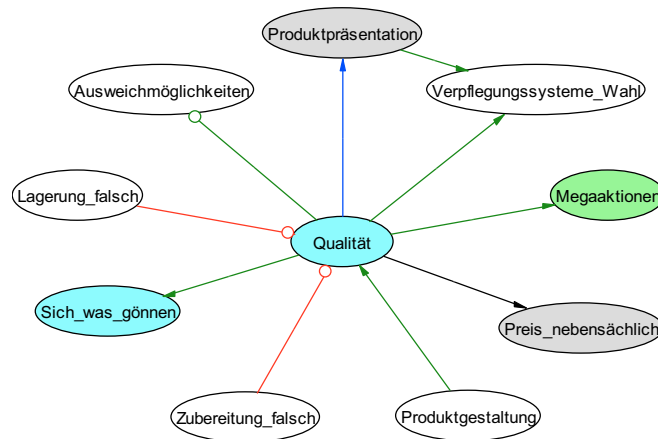 Produktpräsentation
Ausweichmöglichkeiten
Verpflegungssysteme_Wahl
Lagerung_falsch
Megaaktionen
Qualität
Sich_was_gönnen
Preis_nebensächlich
Zubereitung_falsch
Produktgestaltung